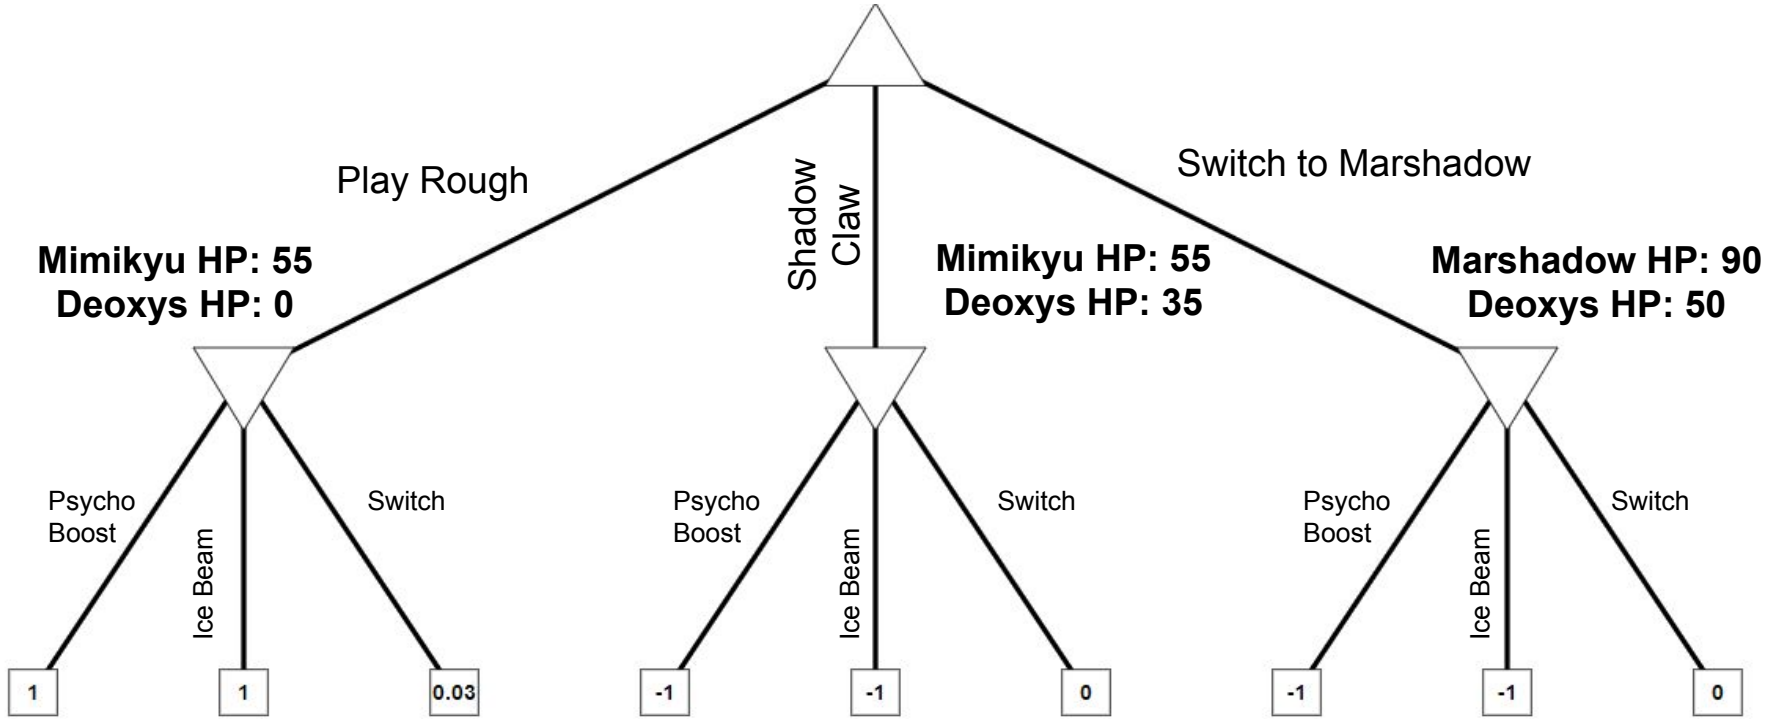 Play Rough
Shadow
Claw
Switch to Marshadow
Mimikyu HP: 55
Deoxys HP: 0
Mimikyu HP: 55
Deoxys HP: 35
Marshadow HP: 90
Deoxys HP: 50
Psycho
Boost
Ice Beam
Switch
Psycho
Boost
Ice Beam
Switch
Psycho
Boost
Ice Beam
Switch
1
1
0.03
-1
-1
0
-1
-1
0